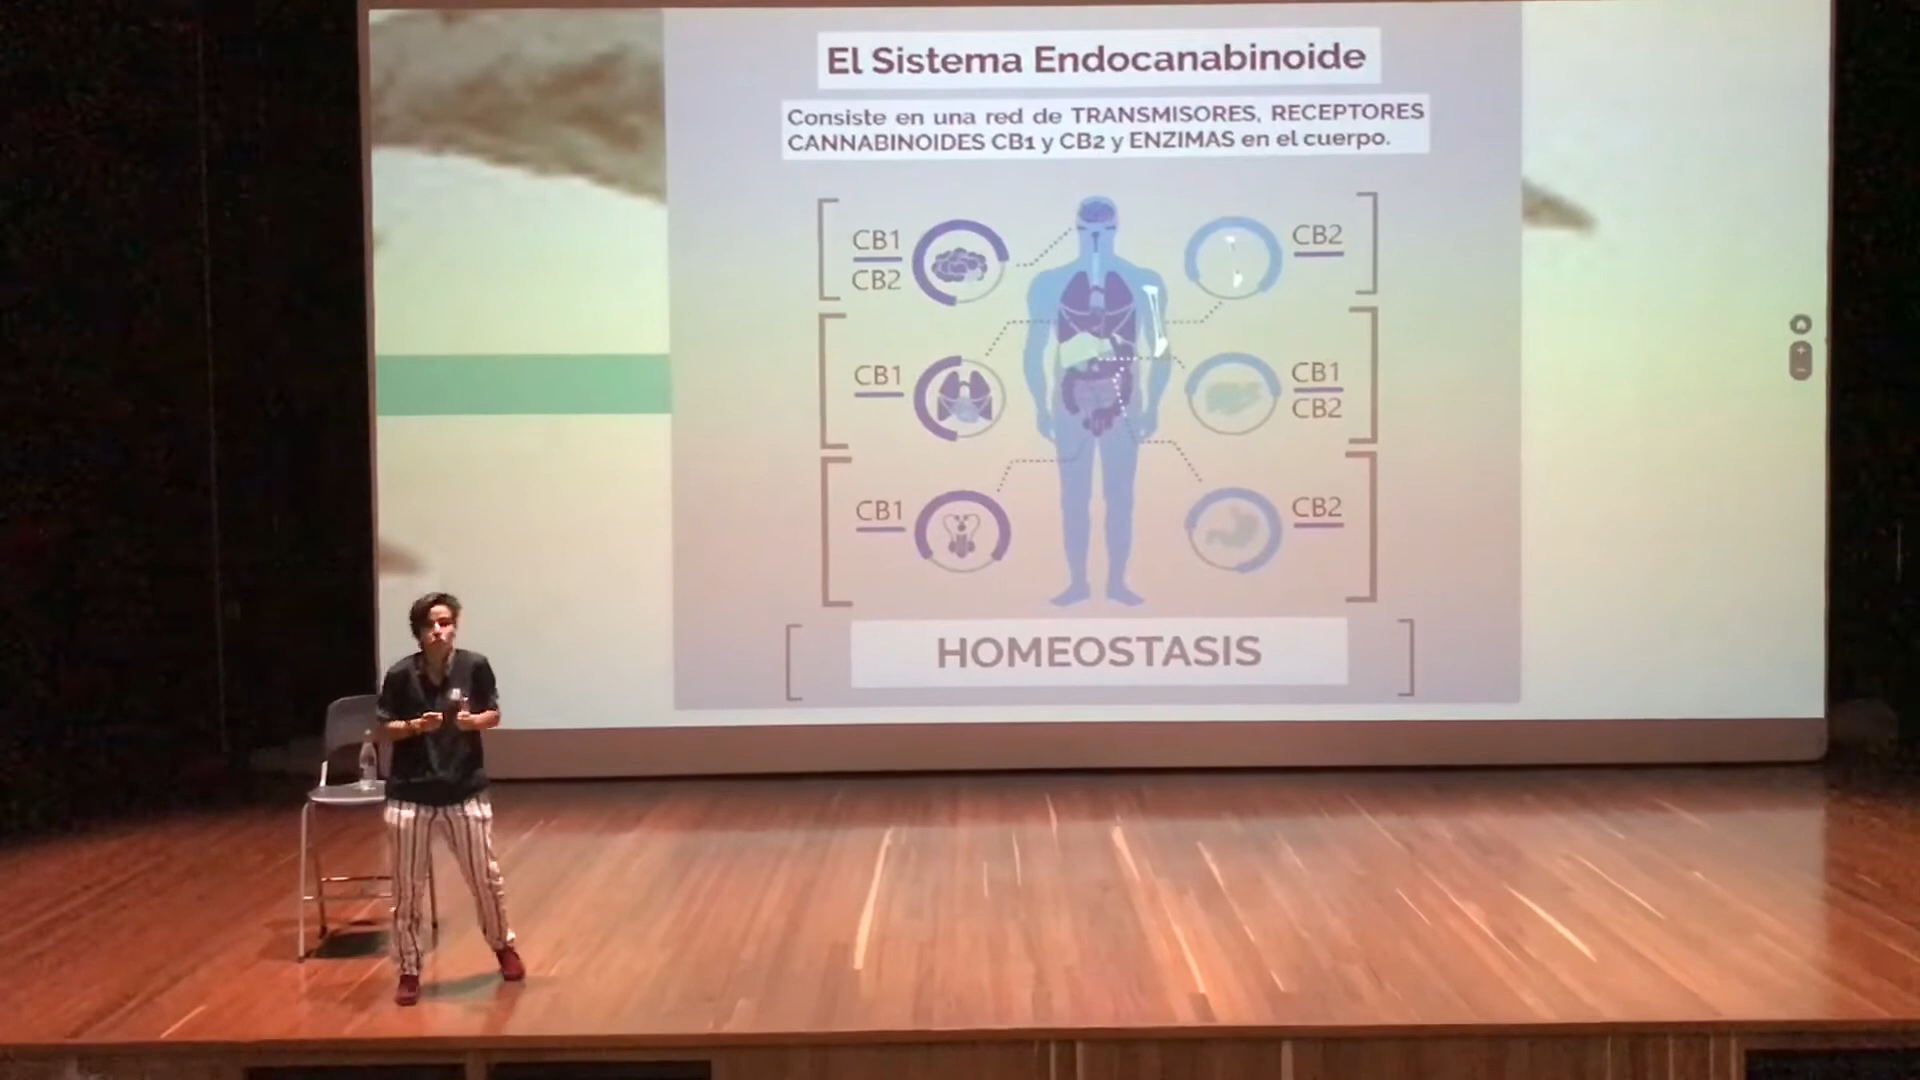 El Sistema Endocanabinoide
Consiste en una red de TRANSMISORES, RECEPTORES
CANNABINOIDES CB1 y CB2 y ENZIMAS en el cuerpo.
CB1
CB2
CB2
CB1
CB1
CB2
CB1
CB2
HOMEOSTASIS